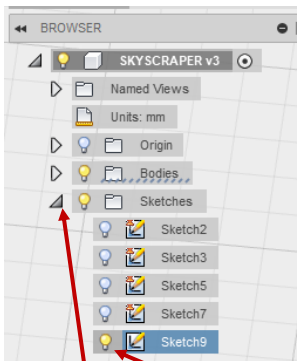 BROWSER
SKYSCRAPER v3
Named Views
Units: mm
Origin
Bodies
Sketches
Sketch2
Sketch3
Sketch5
Sketch7
Sketch9